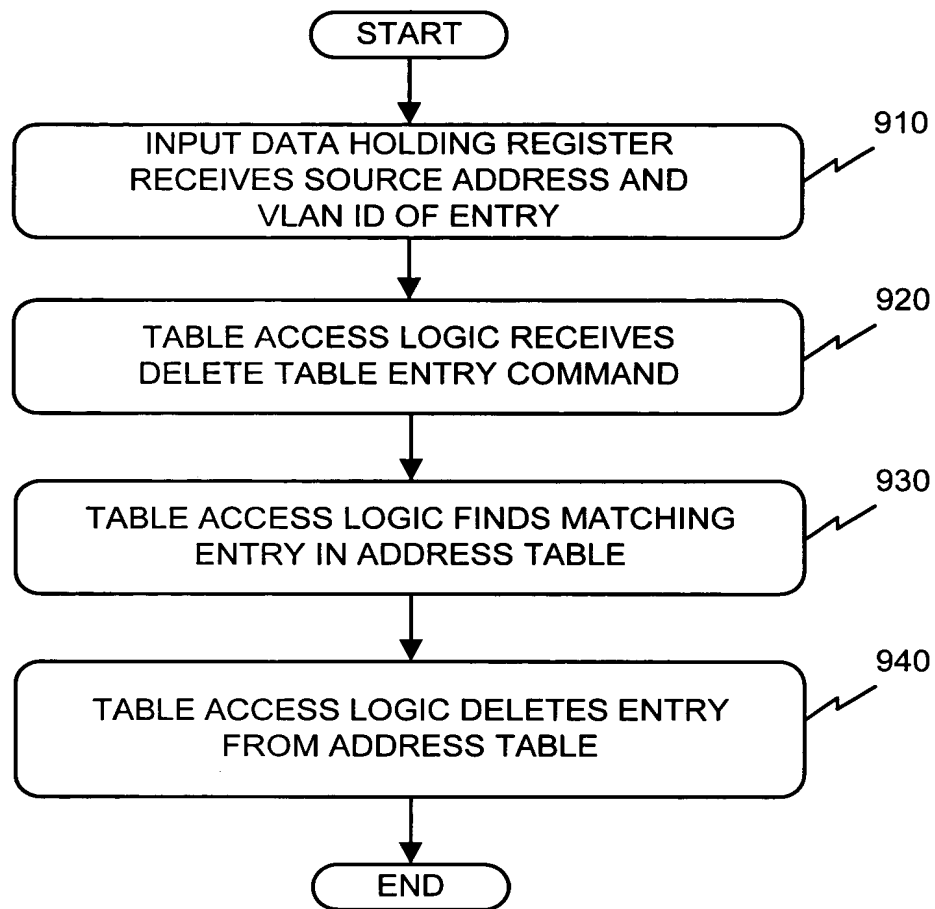 START
910
INPUT DATA HOLDING REGISTER
RECEIVES SOURCE ADDRESS AND
VLAN ID OF ENTRY
920
TABLE ACCESS LOGIC RECEIVES
DELETE TABLE ENTRY COMMAND
930
TABLE ACCESS LOGIC FINDS MATCHING
ENTRY IN ADDRESS TABLE
940
TABLE ACCESS LOGIC DELETES ENTRY
FROM ADDRESS TABLE
END